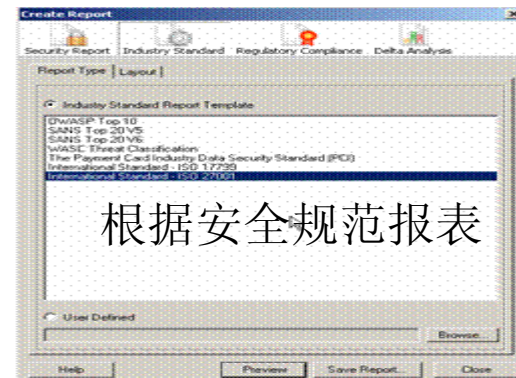 Create Report
Security Report Industry Standard Regulatory Compliance Delta Analysis
Report Type Layout
Industry Standard Report Template
OWASP Top 10
SANS Top 20 V5
SANS Top 20 V6
WASC Threat Classification
The Payment Card Industry Data Security Standard (PCI)
International Standard - ISO 17799
International Standard - ISO 27001
根据安全规范报表
User Defined
Browse...
Help Preview Save Report... Close